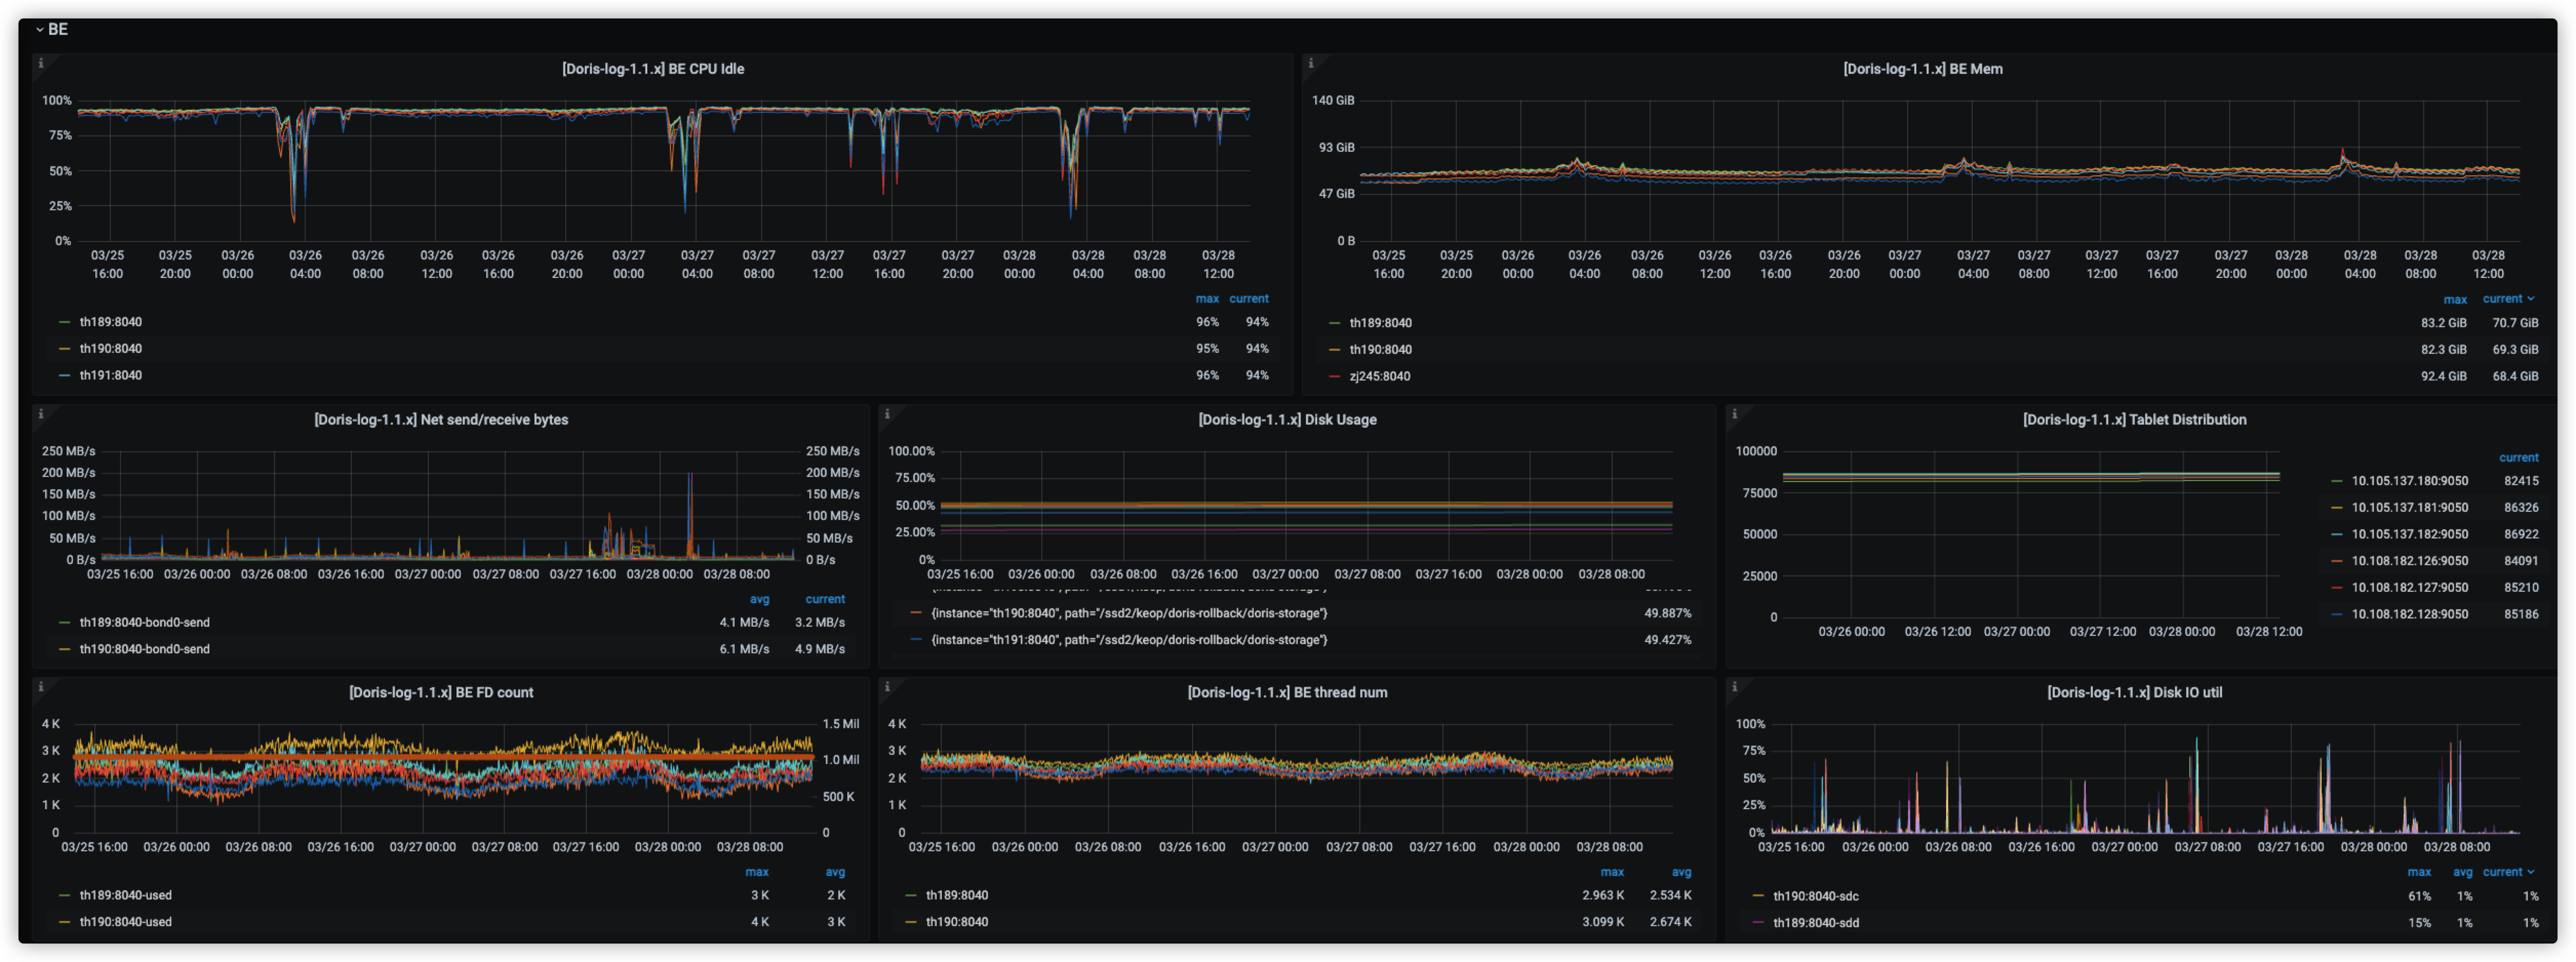 BE
[Doris-log-1.1.x] BE CPU Idle
100%
75%
50%
25%
0%
03/25 16:00 03/25 20:00 03/26 00:00 03/26 04:00 03/26 08:00 03/26 12:00 03/26 16:00 03/26 20:00 03/27 00:00 03/27 04:00 03/27 08:00 03/27 12:00 03/27 16:00 03/27 20:00 03/28 00:00 03/28 04:00 03/28 08:00 03/28 12:00
max current
th189:8040 96% 94%
th190:8040 95% 94%
th191:8040 96% 94%
[Doris-log-1.1.x] BE Mem
140 GiB
93 GiB
47 GiB
0 B
03/25 16:00 03/25 20:00 03/26 00:00 03/26 04:00 03/26 08:00 03/26 12:00 03/26 16:00 03/26 20:00 03/27 00:00 03/27 04:00 03/27 08:00 03/27 12:00 03/27 16:00 03/27 20:00 03/28 00:00 03/28 04:00 03/28 08:00 03/28 12:00
max current
th189:8040 83.2 GiB 70.7 GiB
th190:8040 82.3 GiB 69.3 GiB
zj245:8040 92.4 GiB 68.4 GiB
[Doris-log-1.1.x] Net send/receive bytes
250 MB/s 250 MB/s
200 MB/s 200 MB/s
150 MB/s 150 MB/s
100 MB/s 100 MB/s
50 MB/s 50 MB/s
0 B/s 0 B/s
03/25 16:00 03/26 00:00 03/26 08:00 03/26 16:00 03/27 00:00 03/27 08:00 03/27 16:00 03/28 00:00 03/28 08:00
avg current
th189:8040-bond0-send 4.1 MB/s 3.2 MB/s
th190:8040-bond0-send 6.1 MB/s 4.9 MB/s
[Doris-log-1.1.x] Disk Usage
100.00%
75.00%
50.00%
25.00%
0%
03/25 16:00 03/26 00:00 03/26 08:00 03/26 16:00 03/27 00:00 03/27 08:00 03/27 16:00 03/28 00:00 03/28 08:00
{instance="th190:8040", path="/ssd2/keop/doris-rollback/doris-storage"} 49.887%
{instance="th191:8040", path="/ssd2/keop/doris-rollback/doris-storage"} 49.427%
[Doris-log-1.1.x] Tablet Distribution
100000
75000
50000
25000
0
03/26 00:00 03/26 12:00 03/27 00:00 03/27 12:00 03/28 00:00 03/28 12:00
current
10.105.137.180:9050 82415
10.105.137.181:9050 86326
10.105.137.182:9050 86922
10.108.182.126:9050 84091
10.108.182.127:9050 85210
10.108.182.128:9050 85186
[Doris-log-1.1.x] BE FD count
4 K 1.5 Mil
3 K 1.0 Mil
2 K
1 K 500 K
0 0
03/25 16:00 03/26 00:00 03/26 08:00 03/26 16:00 03/27 00:00 03/27 08:00 03/27 16:00 03/28 00:00 03/28 08:00
max avg
th189:8040-used 3 K 2 K
th190:8040-used 4 K 3 K
[Doris-log-1.1.x] BE thread num
4 K
3 K
2 K
1 K
0
03/25 16:00 03/26 00:00 03/26 08:00 03/26 16:00 03/27 00:00 03/27 08:00 03/27 16:00 03/28 00:00 03/28 08:00
max avg
th189:8040 2.963 K 2.534 K
th190:8040 3.099 K 2.674 K
[Doris-log-1.1.x] Disk IO util
100%
75%
50%
25%
0%
03/25 16:00 03/26 00:00 03/26 08:00 03/26 16:00 03/27 00:00 03/27 08:00 03/27 16:00 03/28 00:00 03/28 08:00
max avg current
th190:8040-sdc 61% 1% 1%
th189:8040-sdd 15% 1% 1%